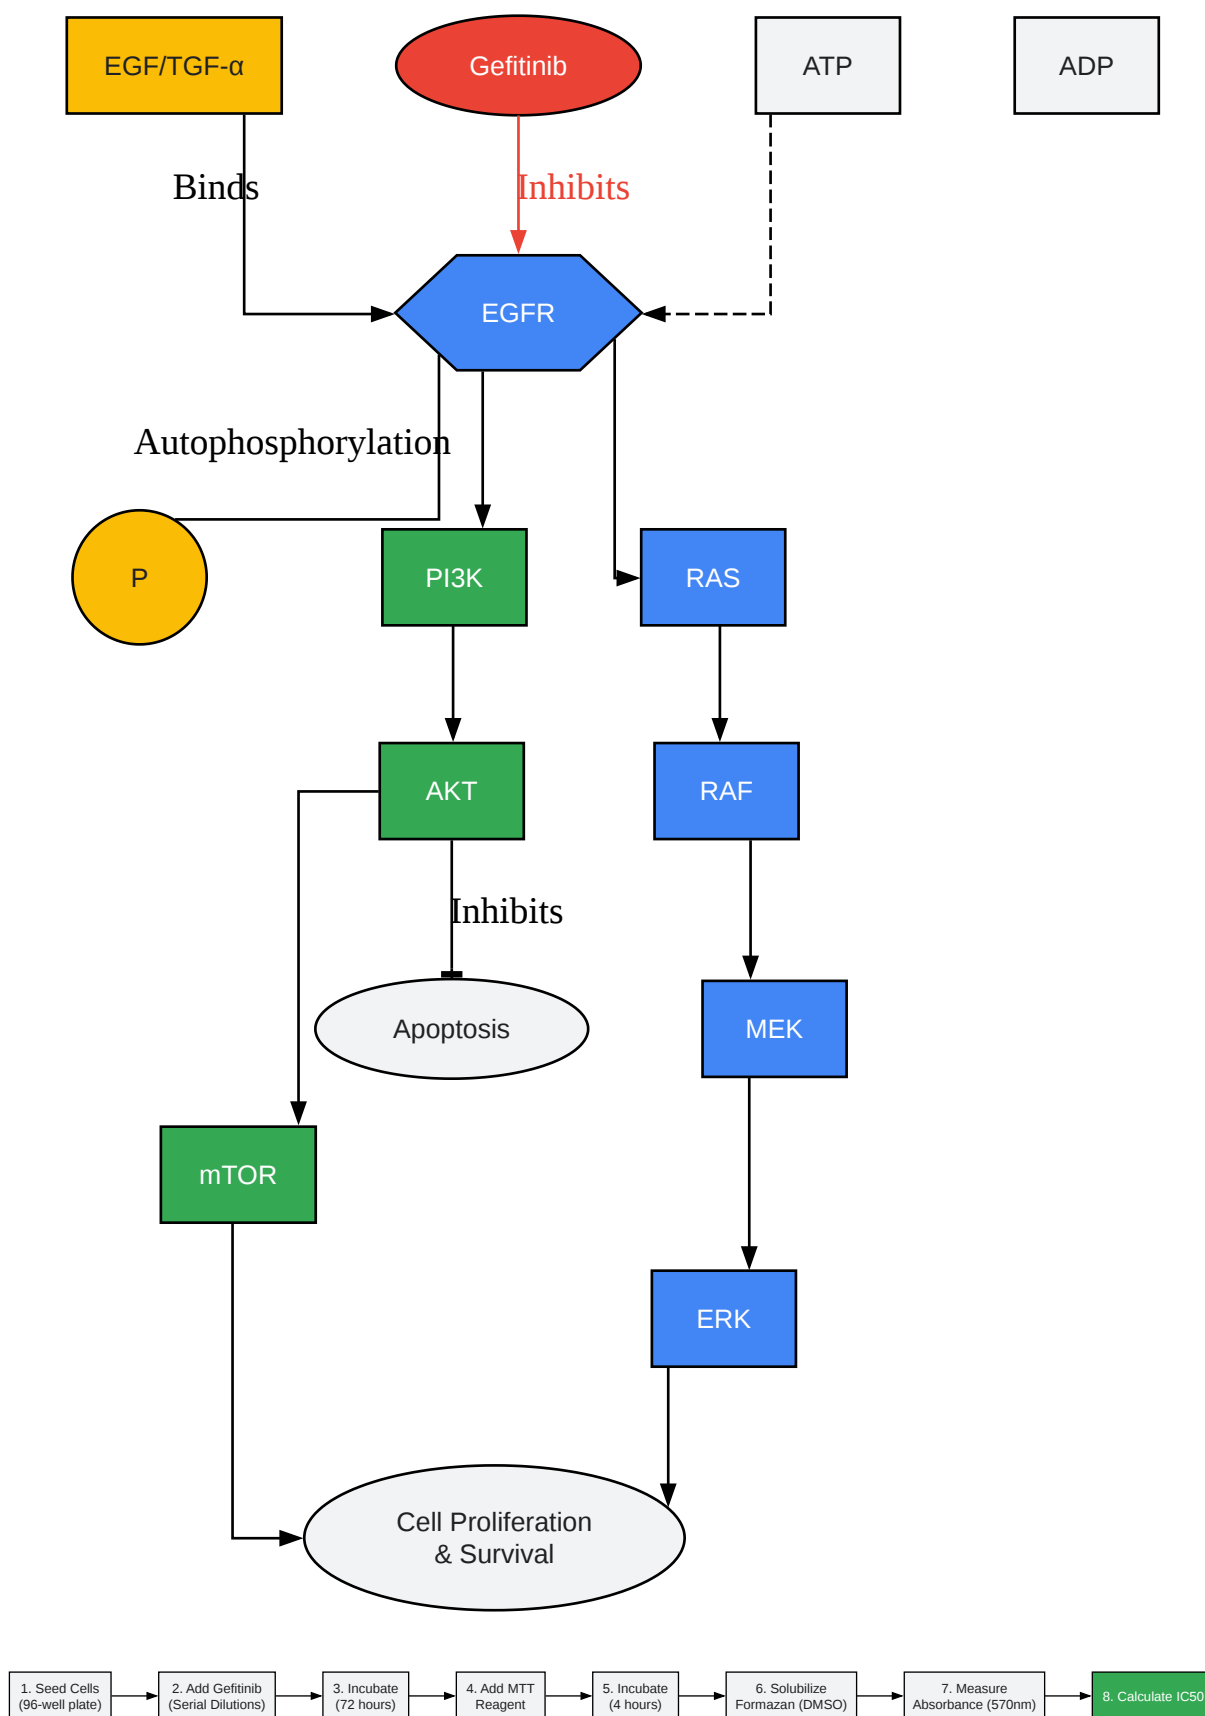 EGF/TGF-α
Gefitinib
ATP
ADP
Binds
Inhibits
EGFR
Autophosphorylation
P
PI3K
RAS
AKT
RAF
Inhibits
Apoptosis
MEK
mTOR
ERK
Cell Proliferation
& Survival
1. Seed Cells
(96-well plate)
2. Add Gefitinib
(Serial Dilutions)
3. Incubate
(72 hours)
4. Add MTT
Reagent
5. Incubate
(4 hours)
6. Solubilize
Formazan (DMSO)
7. Measure
Absorbance (570nm)
8. Calculate IC50